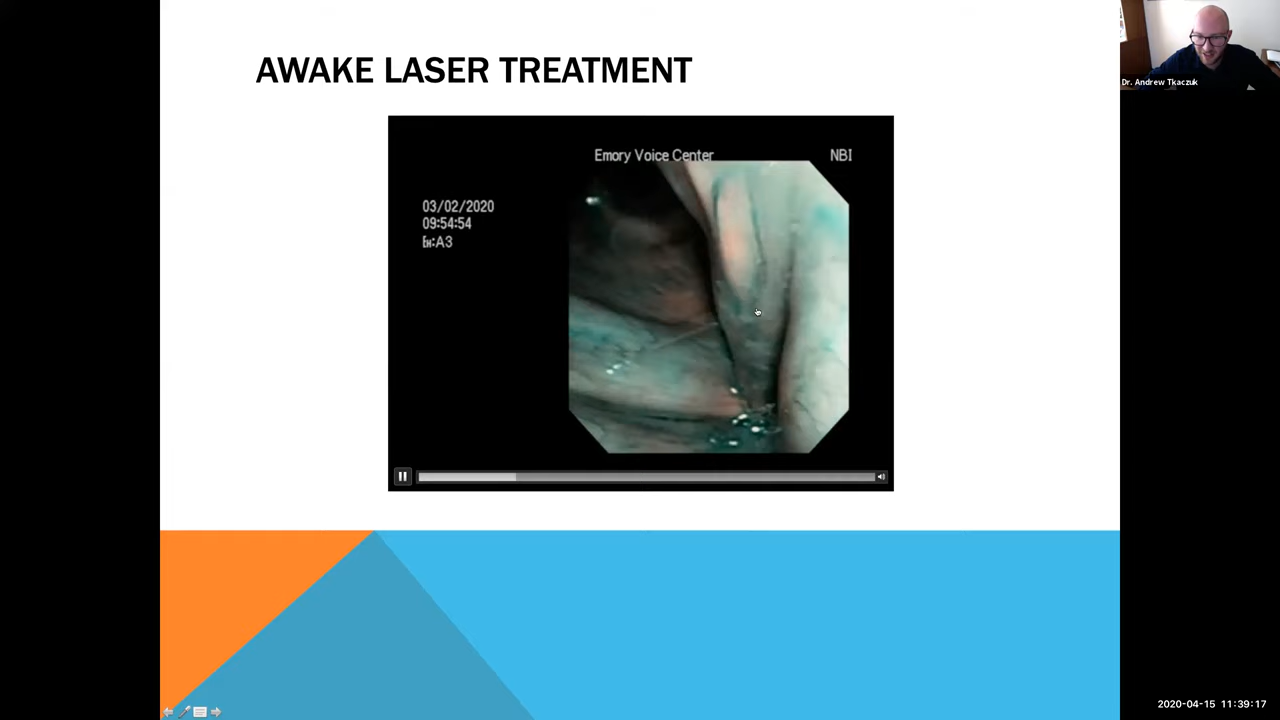 AWAKE LASER TREATMENT
Dr. Andrew Tkaczuk
Emory Voice Center
NBI
03/02/2020
09:54:54
A3
2020-04-15 11:39:17